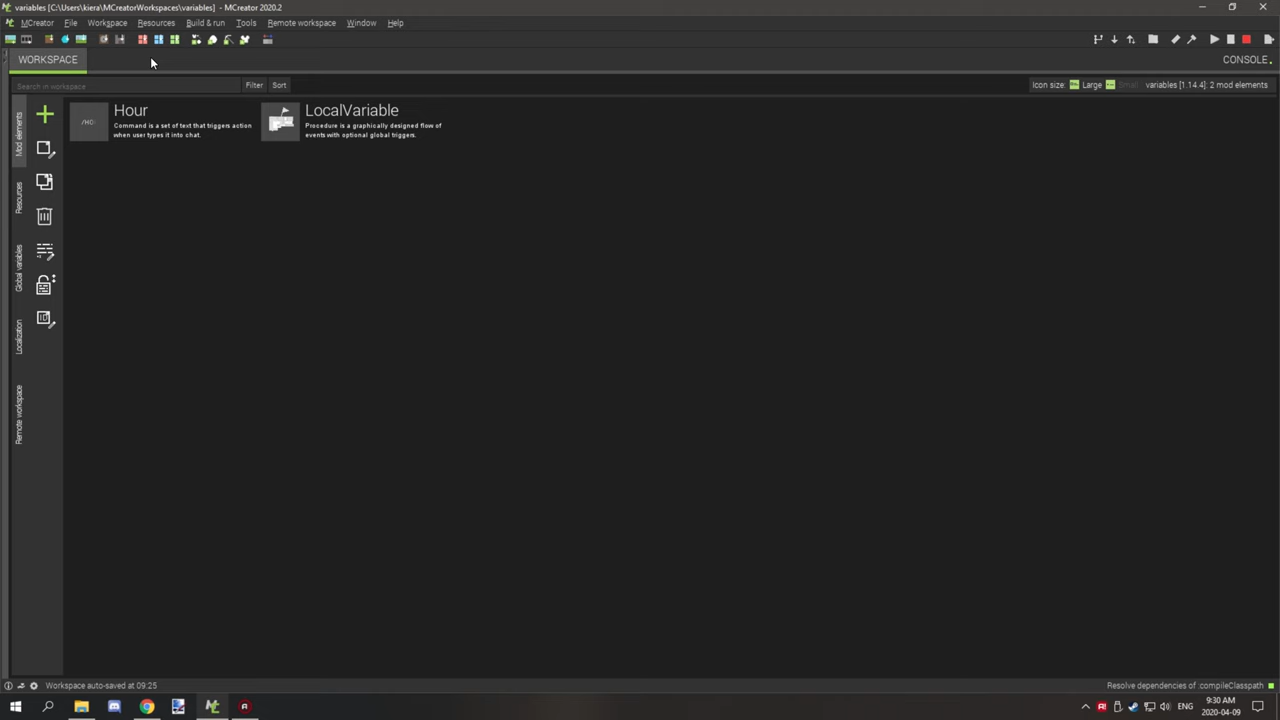 variables [C:\Users\kiera\MCreatorWorkspaces\variables] - MCreator 2020.2
MCreator File Workspace Resources Build & run Tools Remote workspace Window Help
WORKSPACE
CONSOLE
Search in workspace
Filter
Sort
Icon size: Large Small variables [1.14.4]: 2 mod elements
Hour
Command is a set of text that triggers action
when user types it into chat.
LocalVariable
Procedure is a graphically designed flow of
events with optional global triggers.
Mod elements
Resources
Global variables
Localization
Remote workspace
Workspace auto-saved at 09:25
Resolve dependencies of :compileClasspath
ENG
9:30 AM
2020-04-09